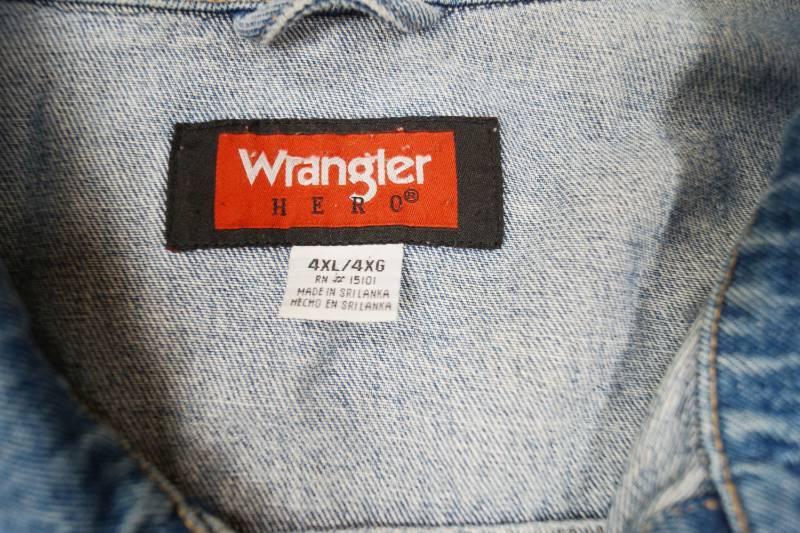 Wrangler
HERO®
4XL/4XG
RN # 15101
MADE IN SRI LANKA
HECHO EN SRI LANKA